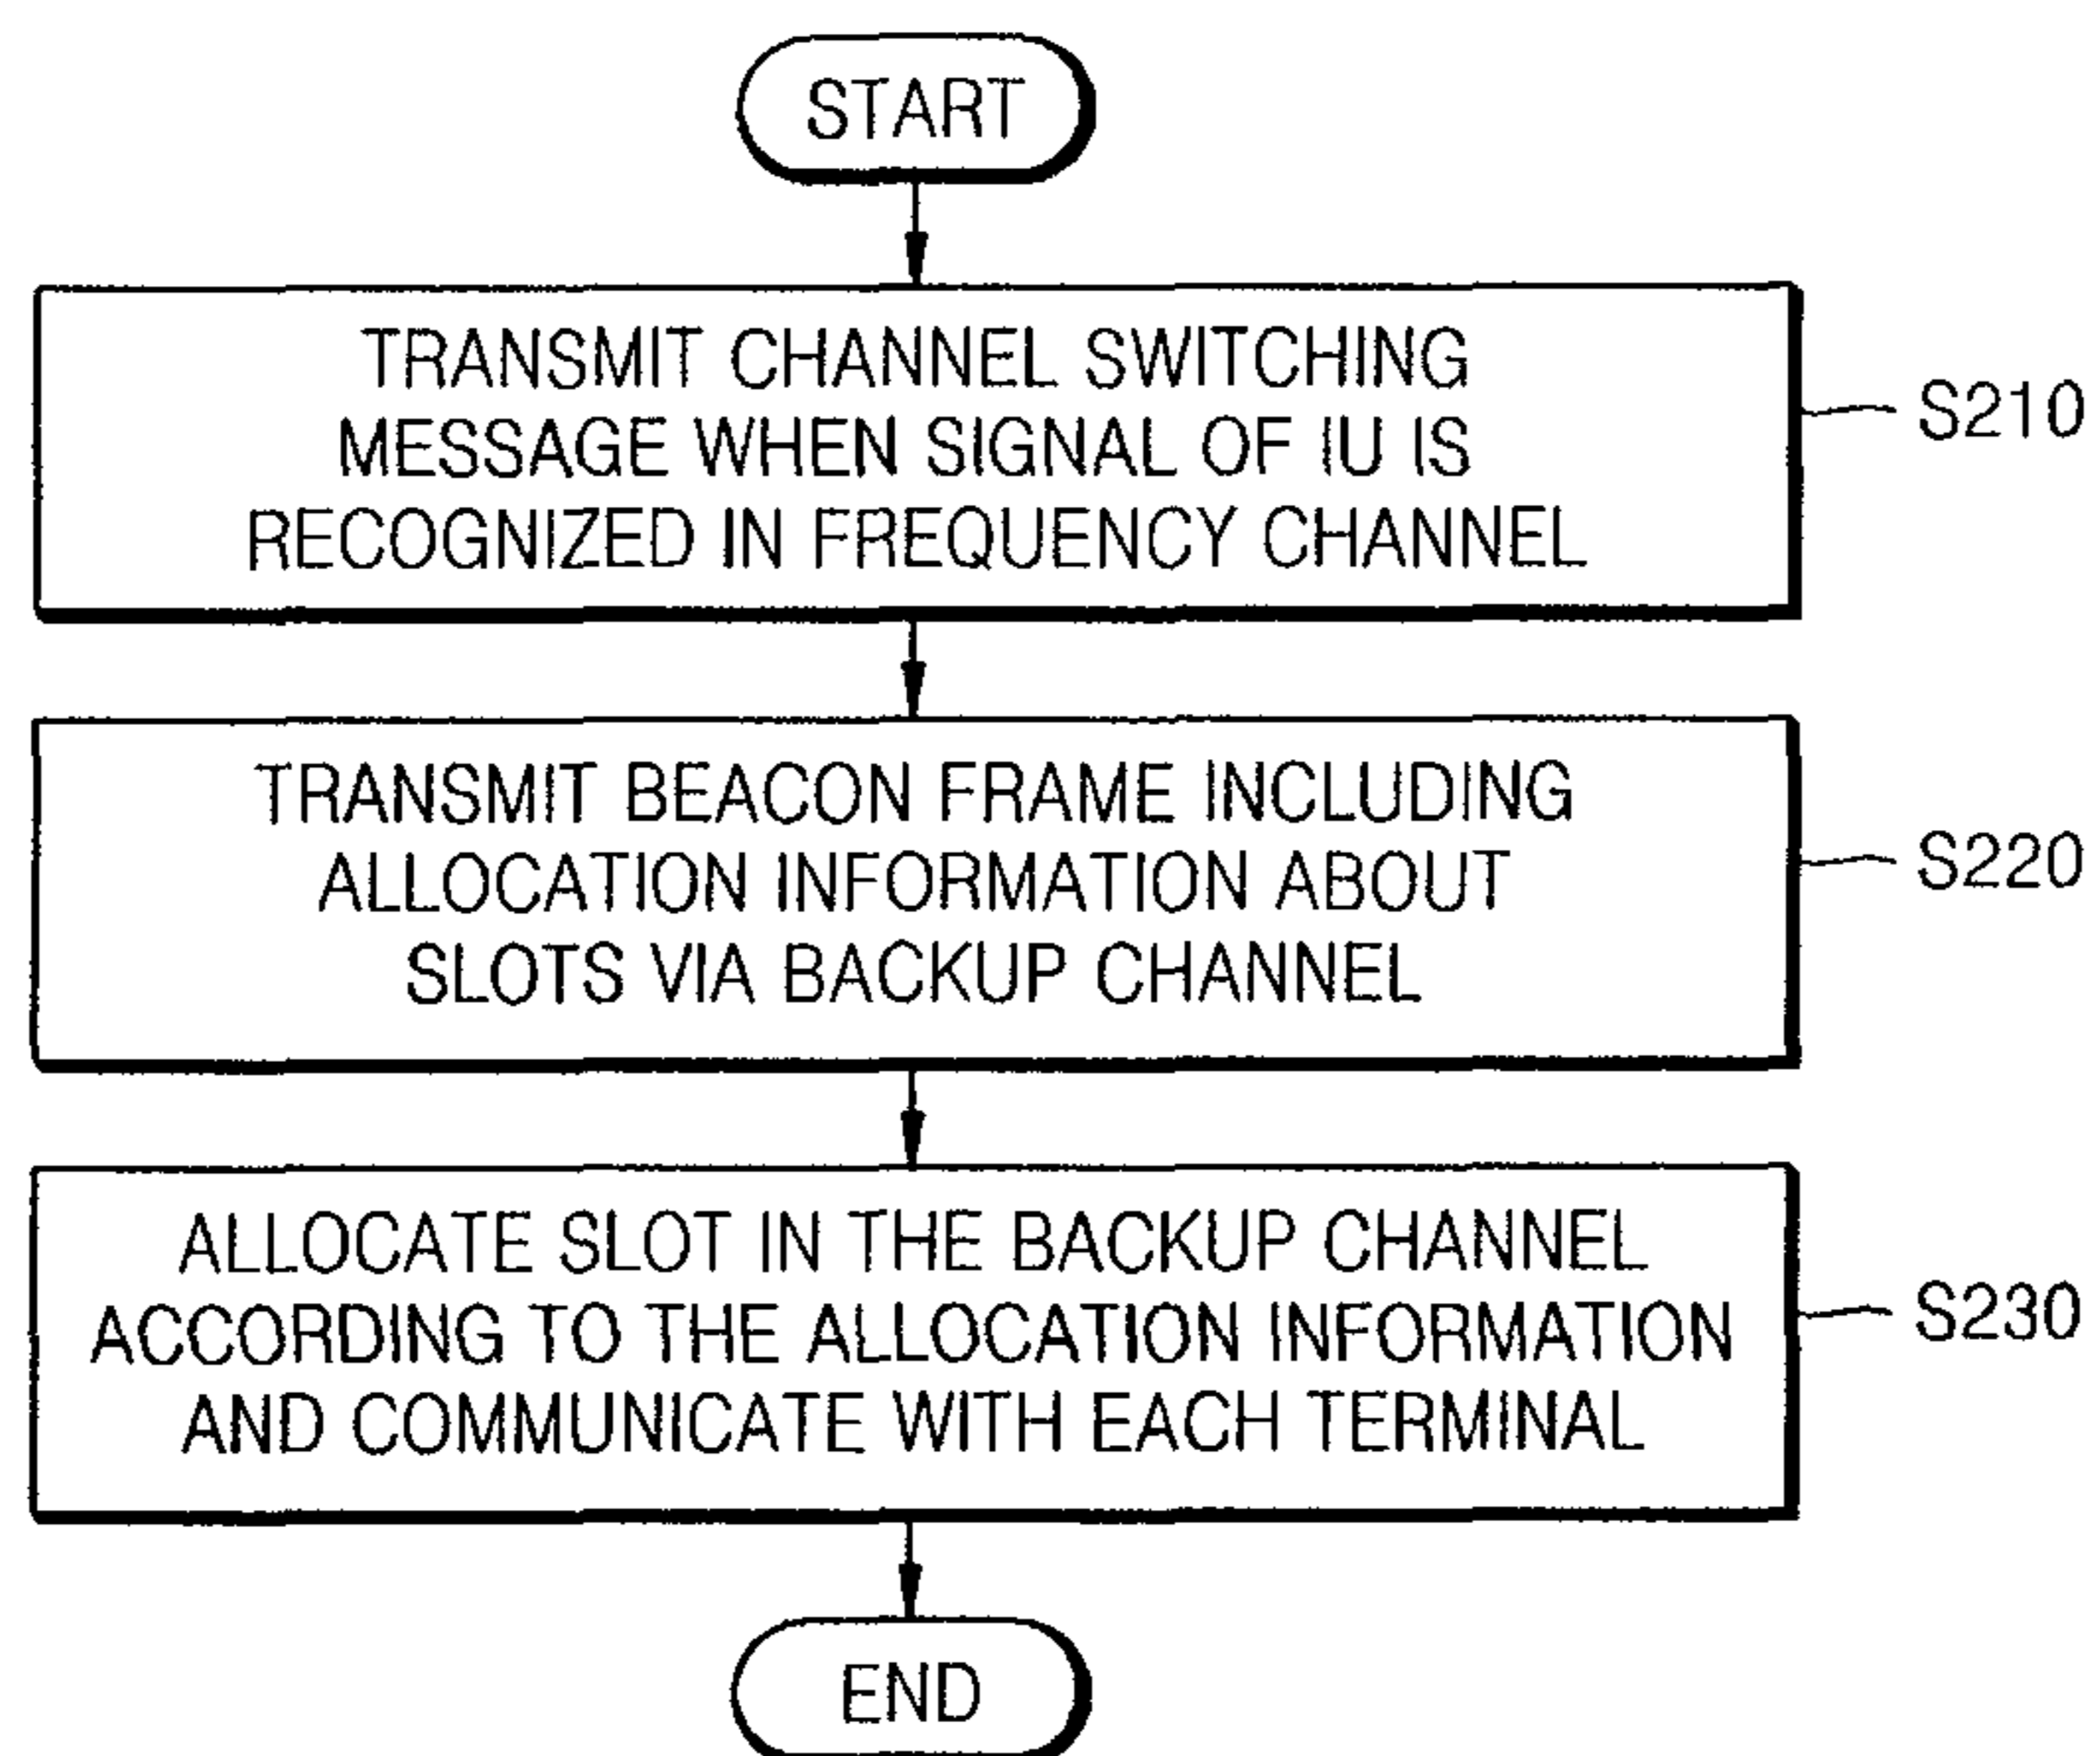 START
TRANSMIT CHANNEL SWITCHING
MESSAGE WHEN SIGNAL OF IU IS
RECOGNIZED IN FREQUENCY CHANNEL
S210
TRANSMIT BEACON FRAME INCLUDING
ALLOCATION INFORMATION ABOUT
SLOTS VIA BACKUP CHANNEL
S220
ALLOCATE SLOT IN THE BACKUP CHANNEL
ACCORDING TO THE ALLOCATION INFORMATION
AND COMMUNICATE WITH EACH TERMINAL
S230
END